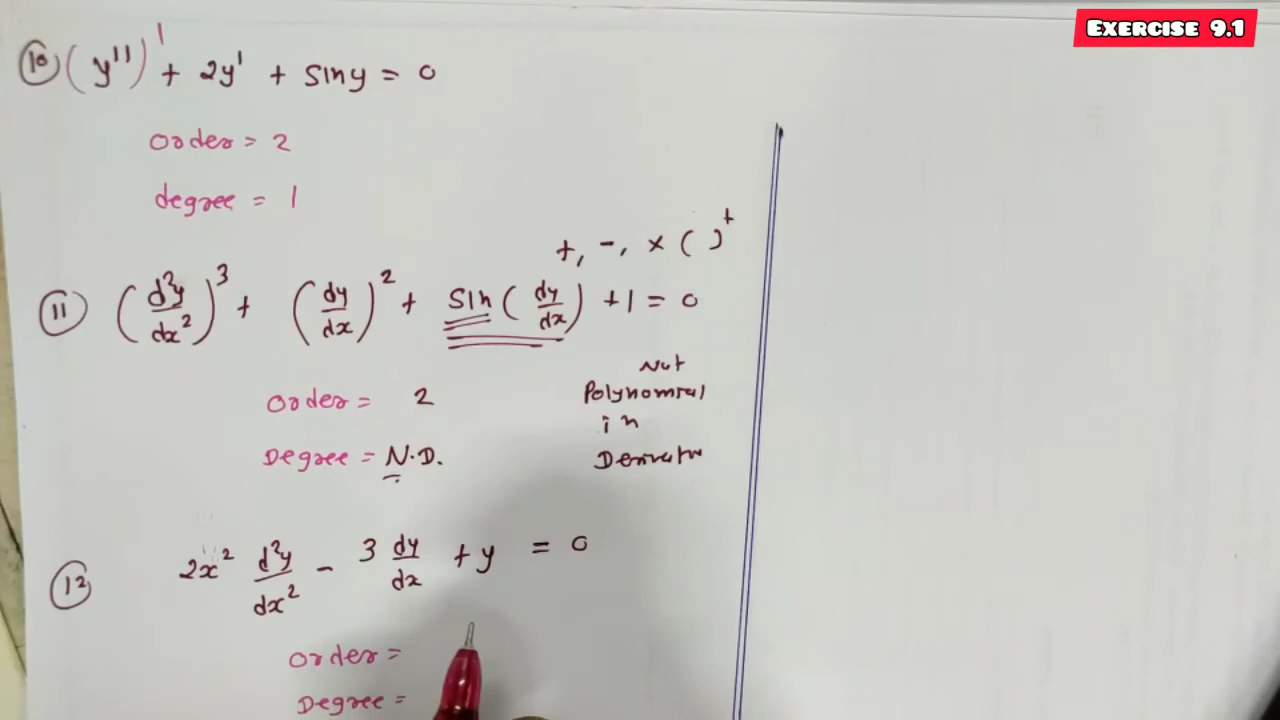 Exercise 9.1
(10) (y'')¹ + 2y' + sin y = 0
Order = 2
degree = 1
+, -, × ( )⁺
(11) (d²y/dx²)³ + (dy/dx)² + sin(dy/dx) + 1 = 0
Order = 2
Degree = N.D.
Not
Polynomial
in
Derivative
(12) 2x² d²y/dx² - 3 dy/dx + y = 0
Order =
Degree =